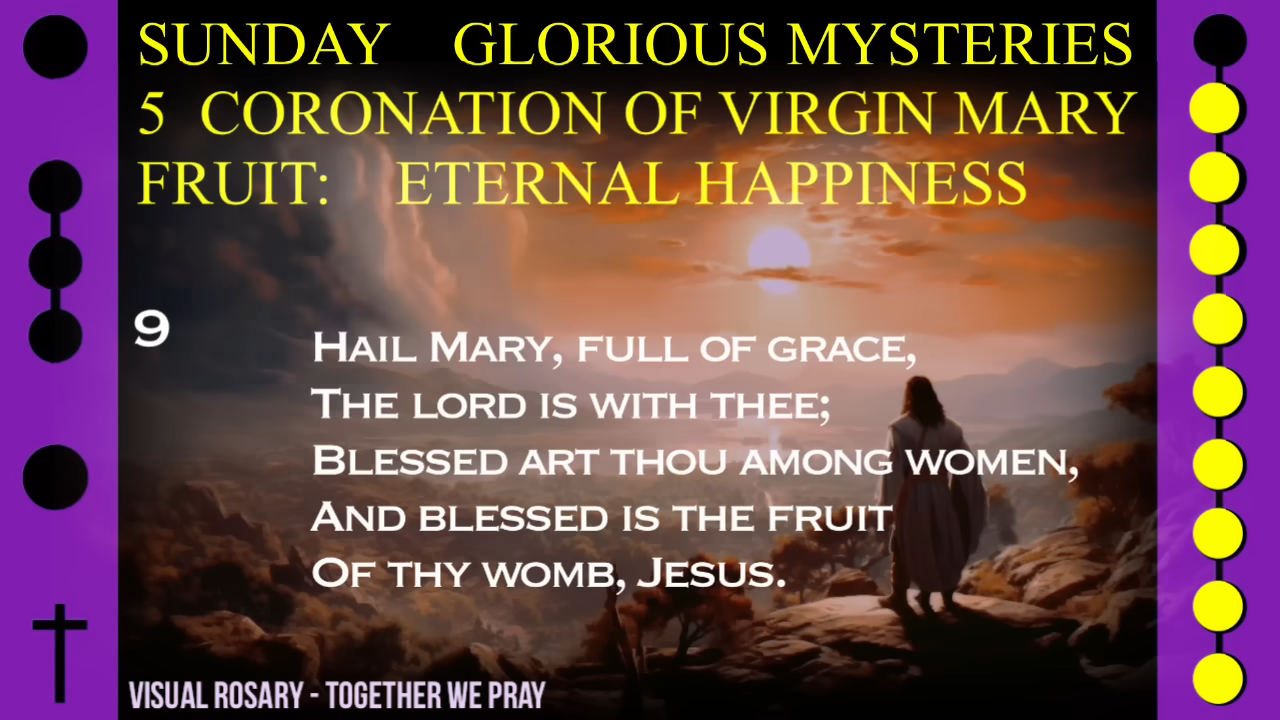 SUNDAY GLORIOUS MYSTERIES
5 CORONATION OF VIRGIN MARY
FRUIT: ETERNAL HAPPINESS
9
HAIL MARY, FULL OF GRACE,
THE LORD IS WITH THEE;
BLESSED ART THOU AMONG WOMEN,
AND BLESSED IS THE FRUIT
OF THY WOMB, JESUS.
VISUAL ROSARY - TOGETHER WE PRAY